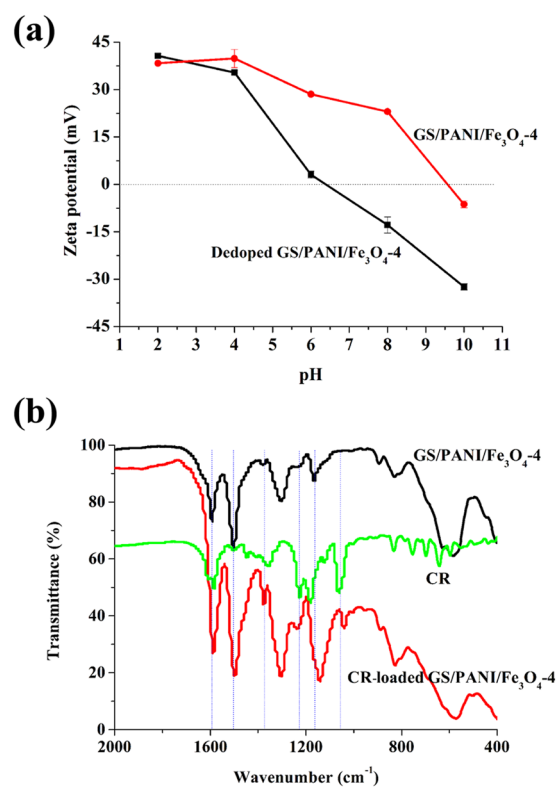 (a)
45
30
15
0
-15
-30
-45
Zeta potential (mV)
GS/PANI/Fe₃O₄-4
Dedoped GS/PANI/Fe₃O₄-4
1 2 3 4 5 6 7 8 9 10 11
pH
(b)
100
80
60
40
20
0
Transmittance (%)
GS/PANI/Fe₃O₄-4
CR
CR-loaded GS/PANI/Fe₃O₄-4
2000 1600 1200 800 400
Wavenumber (cm⁻¹)